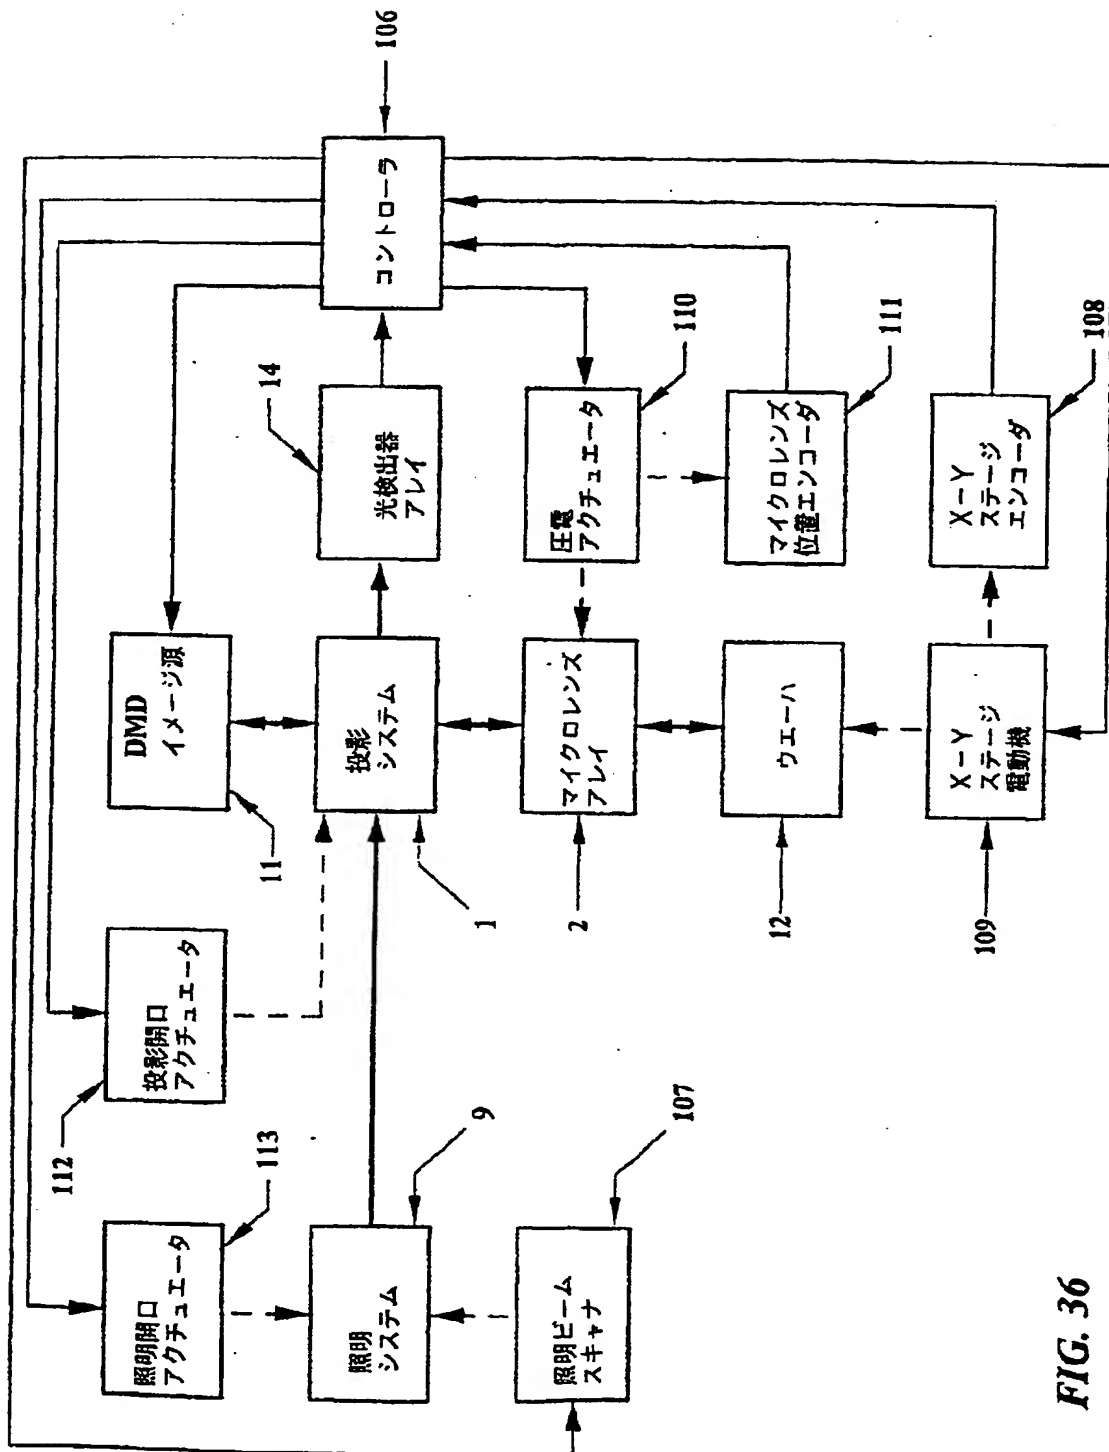 照明開口
アクチュエータ
113
112
投影開口
アクチュエータ
11
DMD
イメージ源
照明
システム
9
1
投影
システム
14
光検出器
アレイ
コントローラ
106
照明ビーム
スキャナ
107
2
マイクロレンズ
アレイ
圧電
アクチュエータ
110
12
ウエーハ
マイクロレンズ
位置エンコーダ
111
109
X－Y
ステージ
電動機
X－Y
ステージ
エンコーダ
108
FIG. 36